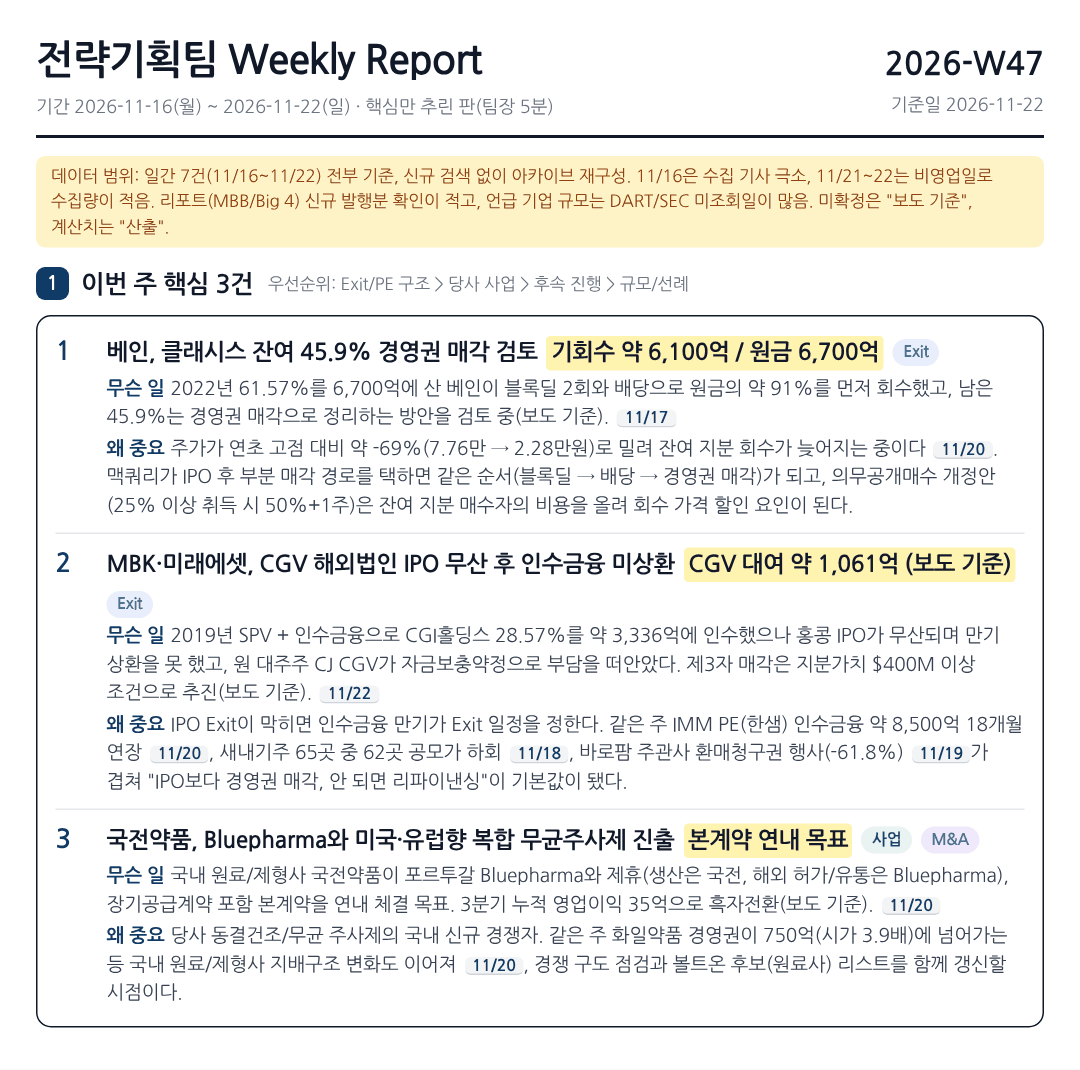 전략기획팀 Weekly Report
2026-W47
기간 2026-11-16(월) ~ 2026-11-22(일) · 핵심만 추린 판(팀장 5분)
기준일 2026-11-22
데이터 범위: 일간 7건(11/16~11/22) 전부 기준, 신규 검색 없이 아카이브 재구성. 11/16은 수집 기사 극소, 11/21~22는 비영업일로
수집량이 적음. 리포트(MBB/Big 4) 신규 발행분 확인이 적고, 언급 기업 규모는 DART/SEC 미조회일이 많음. 미확정은 "보도 기준",
계산치는 "산출".
1 이번 주 핵심 3건 우선순위: Exit/PE 구조 > 당사 사업 > 후속 진행 > 규모/선례
1 베인, 클래시스 잔여 45.9% 경영권 매각 검토 기회수 약 6,100억 / 원금 6,700억 Exit
무슨 일 2022년 61.57%를 6,700억에 산 베인이 블록딜 2회와 배당으로 원금의 약 91%를 먼저 회수했고, 남은
45.9%는 경영권 매각으로 정리하는 방안을 검토 중(보도 기준). 11/17
왜 중요 주가가 연초 고점 대비 약 -69%(7.76만 → 2.28만원)로 밀려 잔여 지분 회수가 늦어지는 중이다 11/20 .
맥쿼리가 IPO 후 부분 매각 경로를 택하면 같은 순서(블록딜 → 배당 → 경영권 매각)가 되고, 의무공개매수 개정안
(25% 이상 취득 시 50%+1주)은 잔여 지분 매수자의 비용을 올려 회수 가격 할인 요인이 된다.
2 MBK·미래에셋, CGV 해외법인 IPO 무산 후 인수금융 미상환 CGV 대여 약 1,061억 (보도 기준)
Exit
무슨 일 2019년 SPV + 인수금융으로 CGI홀딩스 28.57%를 약 3,336억에 인수했으나 홍콩 IPO가 무산되며 만기
상환을 못 했고, 원 대주주 CJ CGV가 자금보충약정으로 부담을 떠안았다. 제3자 매각은 지분가치 $400M 이상
조건으로 추진(보도 기준). 11/22
왜 중요 IPO Exit이 막히면 인수금융 만기가 Exit 일정을 정한다. 같은 주 IMM PE(한샘) 인수금융 약 8,500억 18개월
연장 11/20 , 새내기주 65곳 중 62곳 공모가 하회 11/18 , 바로팜 주관사 환매청구권 행사(-61.8%) 11/19 가
겹쳐 "IPO보다 경영권 매각, 안 되면 리파이낸싱"이 기본값이 됐다.
3 국전약품, Bluepharma와 미국·유럽향 복합 무균주사제 진출 본계약 연내 목표 사업 M&A
무슨 일 국내 원료/제형사 국전약품이 포르투갈 Bluepharma와 제휴(생산은 국전, 해외 허가/유통은 Bluepharma),
장기공급계약 포함 본계약을 연내 체결 목표. 3분기 누적 영업이익 35억으로 흑자전환(보도 기준). 11/20
왜 중요 당사 동결건조/무균 주사제의 국내 신규 경쟁자. 같은 주 화일약품 경영권이 750억(시가 3.9배)에 넘어가는
등 국내 원료/제형사 지배구조 변화도 이어져 11/20 , 경쟁 구도 점검과 볼트온 후보(원료사) 리스트를 함께 갱신할
시점이다.